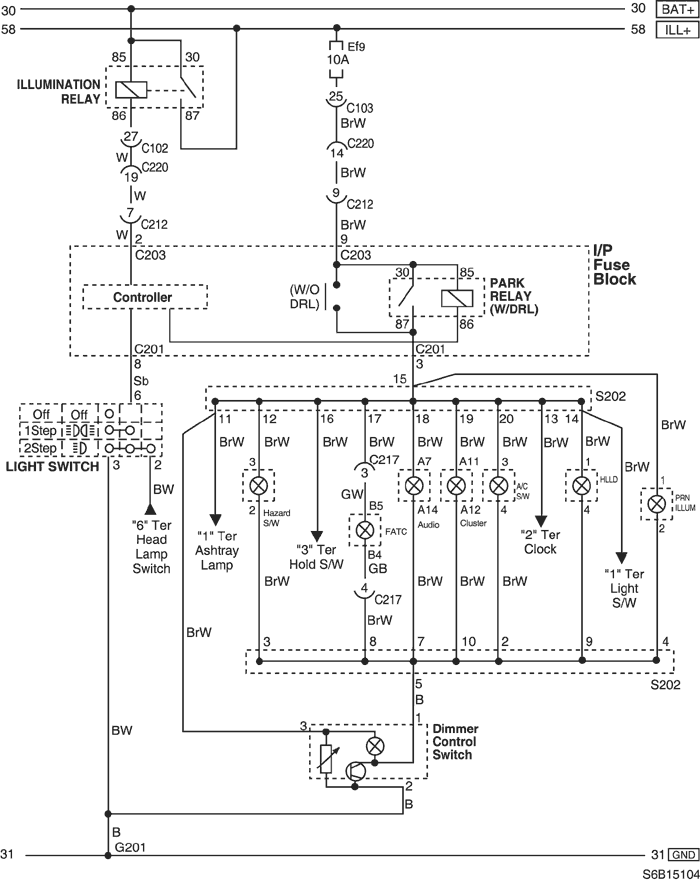 30
30 BAT+
58
58 ILL+
Ef9
10A
85
30
ILLUMINATION
RELAY
86
87
25
C103
BrW
27
C102
W
C220
19
W
7
C212
W
2
C203
C220
14
BrW
9
C212
BrW
9
C203
I/P
Fuse
Block
Controller
(W/O
DRL)
30
85
PARK
RELAY
(W/DRL)
87
86
C201
8
C201
3
Sb
6
15
S202
Off
Off
1Step
2Step
LIGHT SWITCH
3
2
BW
"6" Ter
Head
Lamp
Switch
11
12
16
17
18
19
20
13
14
BrW
BrW
BrW
BrW
BrW
BrW
BrW
BrW
BrW
BrW
BrW
C217
3
3
A7
A11
3
1
1
GW
2
Hazard
S/W
B5
FATC
B4
GB
A14
Audio
A12
Cluster
A/C
S/W
4
HLLD
4
PRN
ILLUM
2
"1" Ter
Ashtray
Lamp
"3" Ter
Hold S/W
"2" Ter
Clock
"1" Ter
Light
S/W
4
C217
BrW
BrW
BrW
BrW
BrW
BrW
BrW
3
8
7
10
2
9
4
S202
5
B
1
3
Dimmer
Control
Switch
2
B
BW
B
G201
31
31 GND
S6B15104